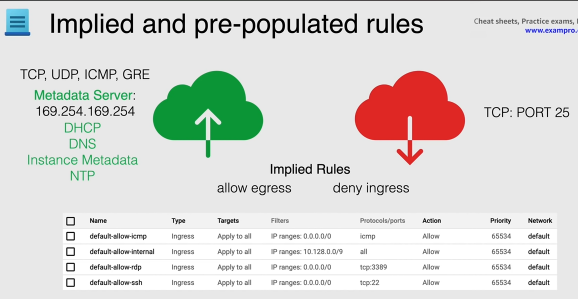 Implied and pre-populated rules
Cheat sheets, Practice exams,
www.exampro.
TCP, UDP, ICMP, GRE
Metadata Server:
169.254.169.254
DHCP
DNS
Instance Metadata
NTP
TCP: PORT 25
Implied Rules
allow egress deny ingress
Name Type Targets Filters Protocols/ports Action Priority Network
default-allow-icmp Ingress Apply to all IP ranges: 0.0.0.0/0 icmp Allow 65534 default
default-allow-internal Ingress Apply to all IP ranges: 10.128.0.0/9 all Allow 65534 default
default-allow-rdp Ingress Apply to all IP ranges: 0.0.0.0/0 tcp:3389 Allow 65534 default
default-allow-ssh Ingress Apply to all IP ranges: 0.0.0.0/0 tcp:22 Allow 65534 default